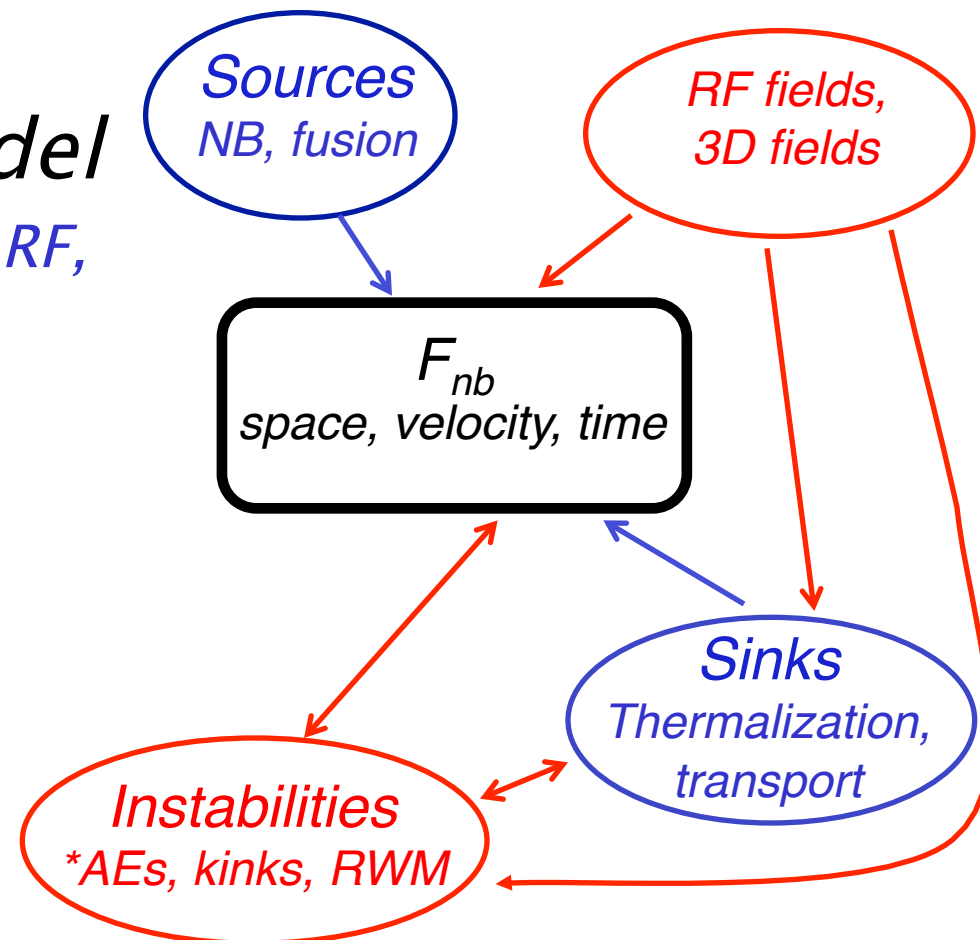 Sources
NB, fusion
RF fields,
3D fields
del
RF,
F_nb
space, velocity, time
Sinks
Thermalization,
transport
Instabilities
*AEs, kinks, RWM